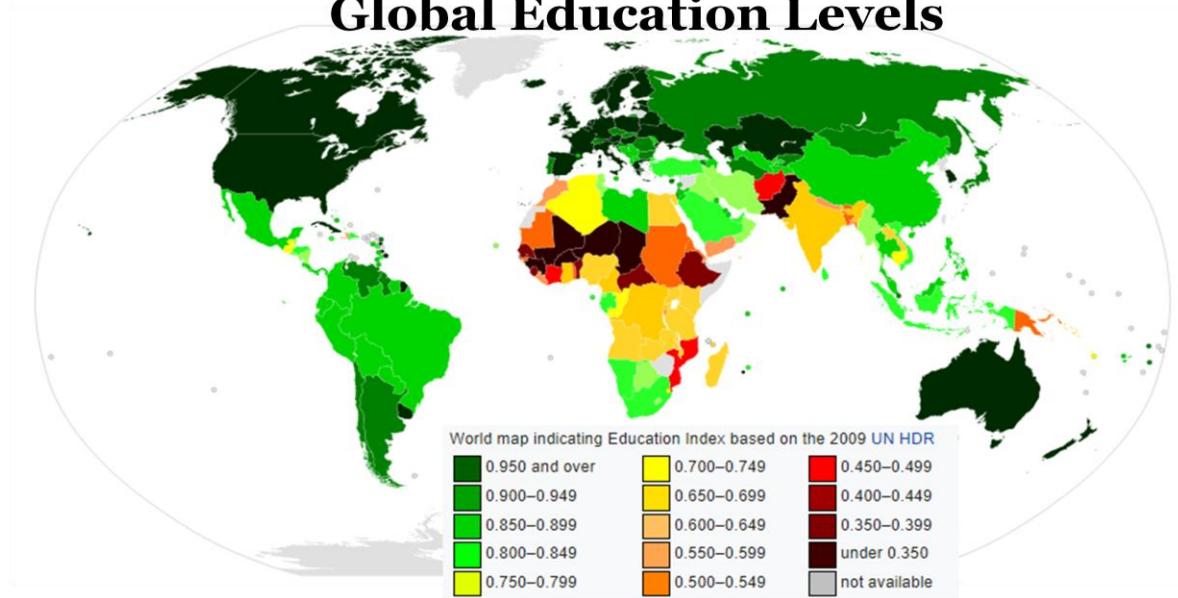 Global Education Levels
World map indicating Education Index based on the 2009 UN HDR
0.950 and over
0.900–0.949
0.850–0.899
0.800–0.849
0.750–0.799
0.700–0.749
0.650–0.699
0.600–0.649
0.550–0.599
0.500–0.549
0.450–0.499
0.400–0.449
0.350–0.399
under 0.350
not available